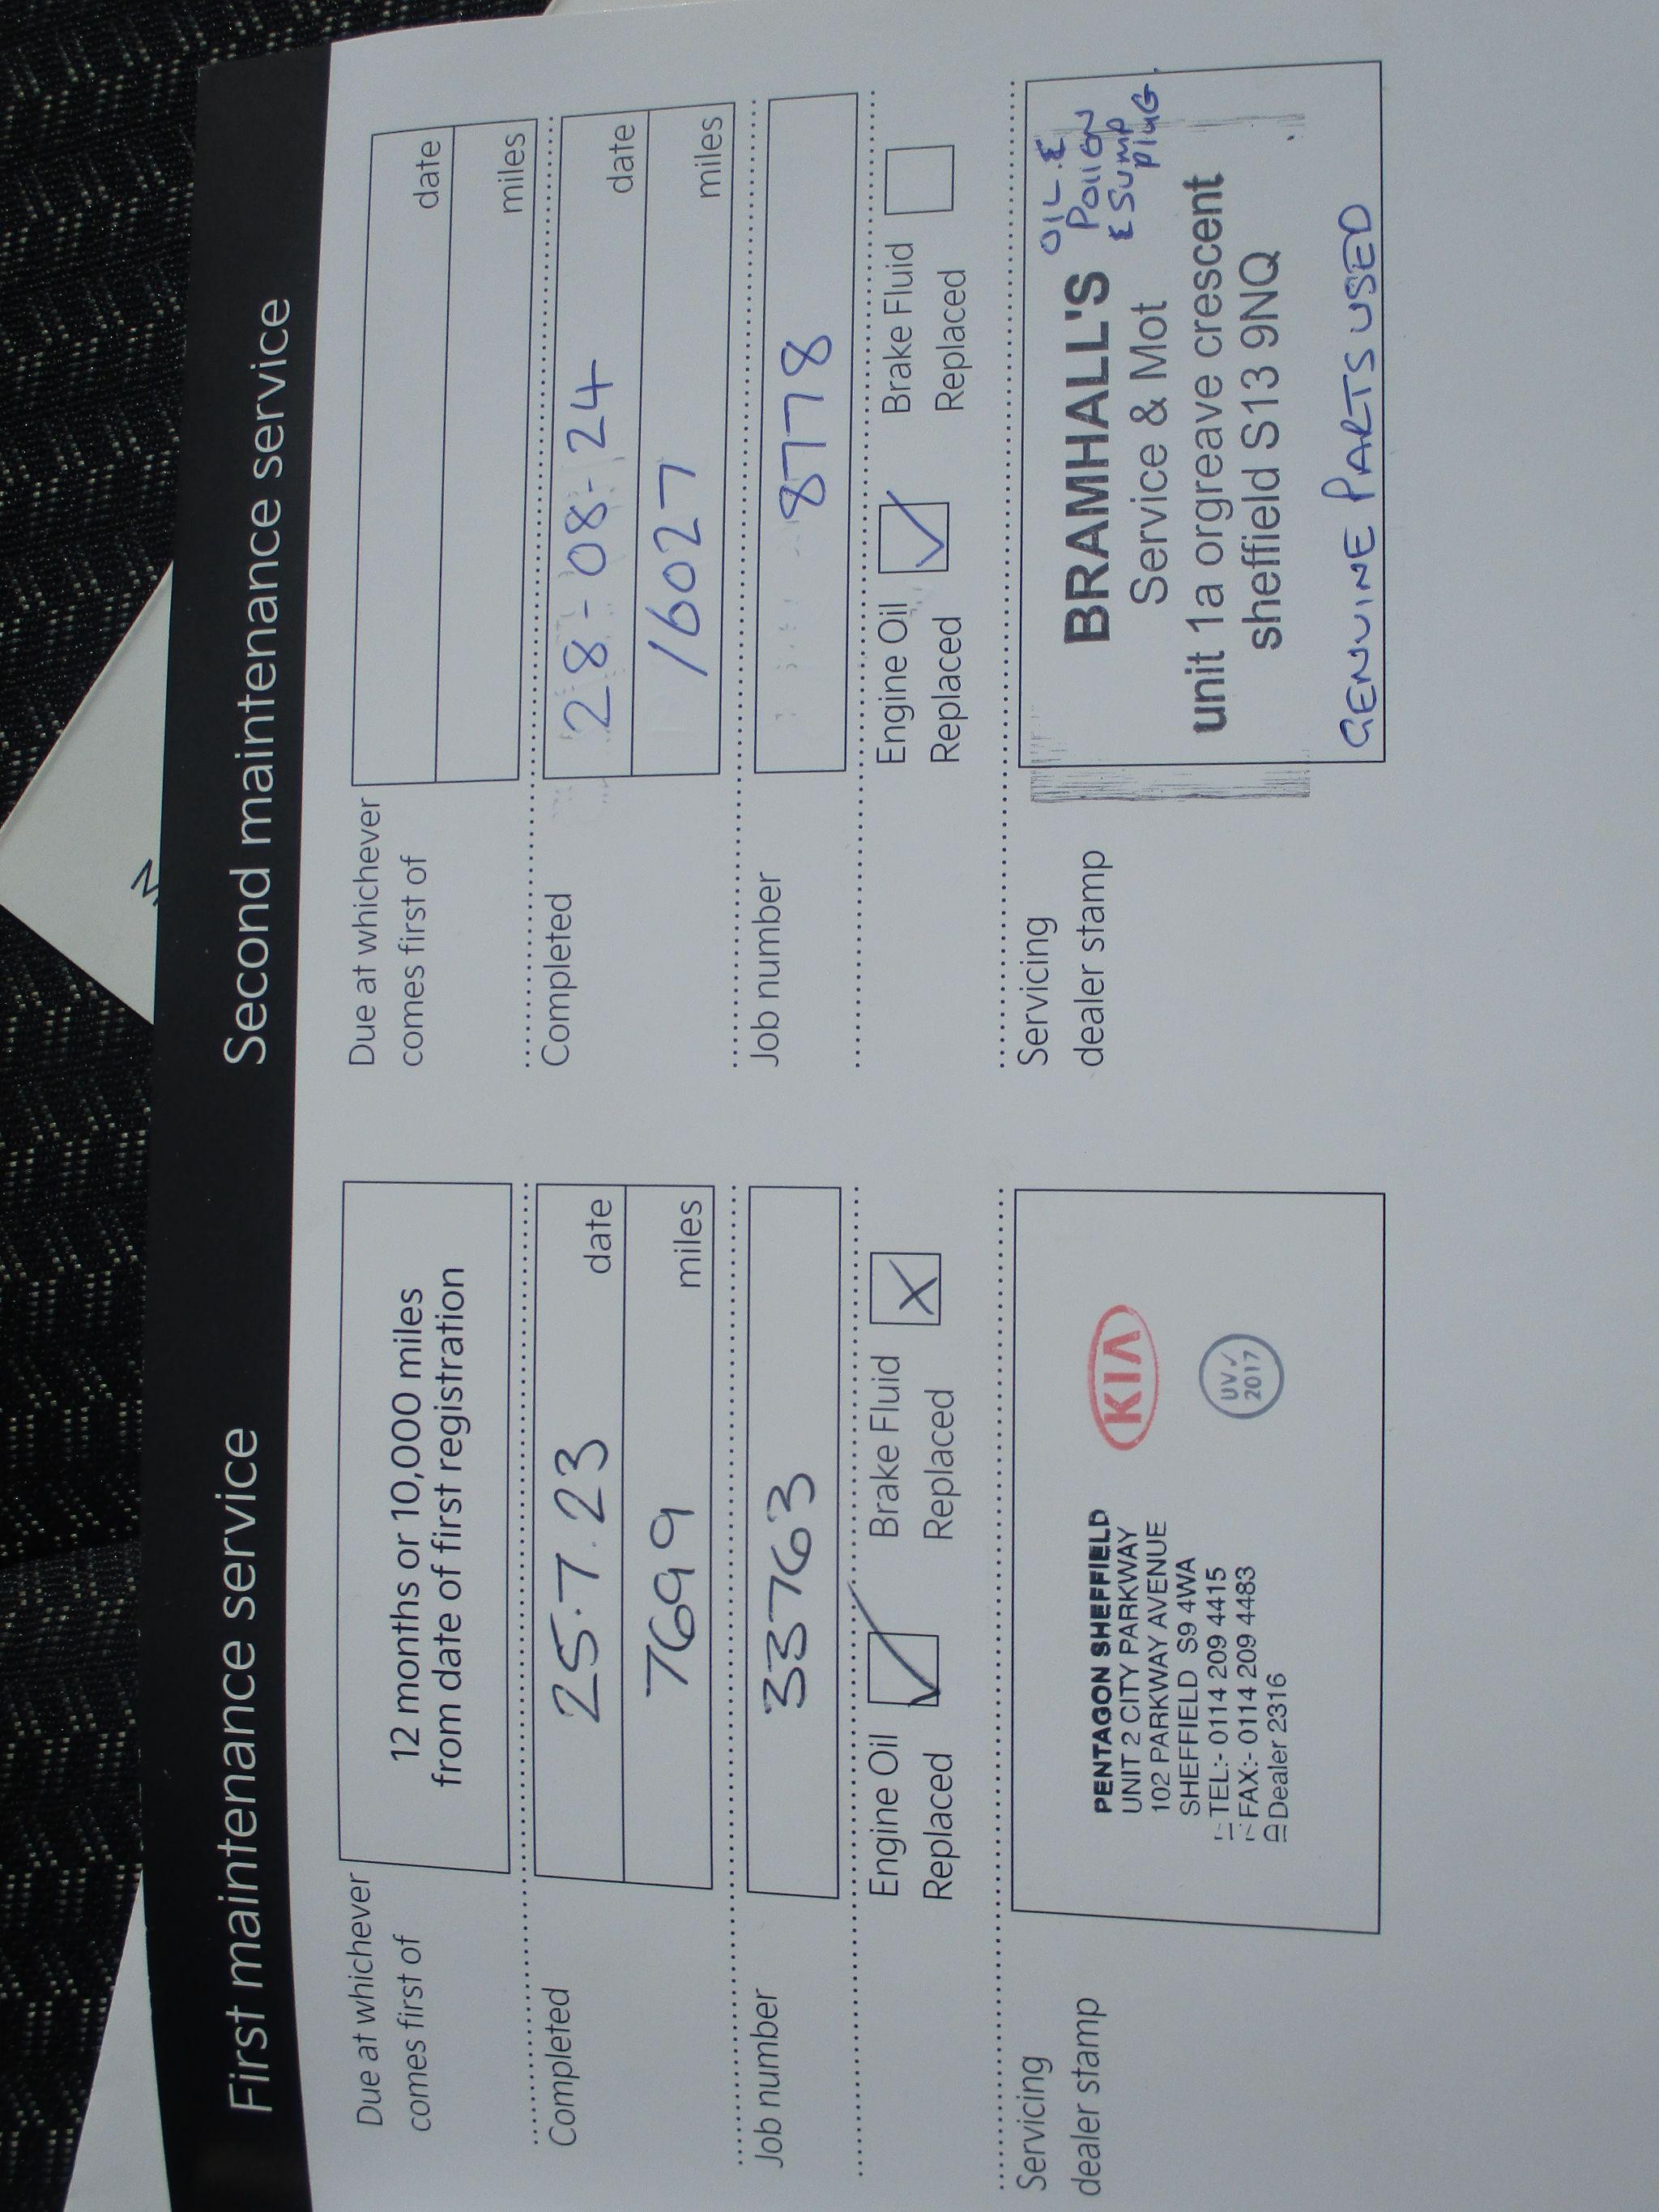 First maintenance service
Due at whichever
comes first of
12 months or 10,000 miles
from date of first registration
Completed
25.7.23 date
7699 miles
Job number
33763
Engine Oil
Replaced
✓
Brake Fluid
Replaced
X
Servicing
dealer stamp
PENTAGON SHEFFIELD
UNIT 2 CITY PARKWAY
102 PARKWAY AVENUE
SHEFFIELD S9 4WA
TEL:- 0114 209 4415
FAX:- 0114 209 4483
Dealer 2316
KIA
UV✓
2017
Second maintenance service
Due at whichever
comes first of
date
miles
Completed
28-08-24 date
16027 miles
Job number
8778
Engine Oil
Replaced
✓
Brake Fluid
Replaced
Servicing
dealer stamp
BRAMHALL'S
Service & Mot
unit 1a orgreave crescent
sheffield S13 9NQ
OIL &
Pollen
& Sump
Plug
GENUINE PARTS USED